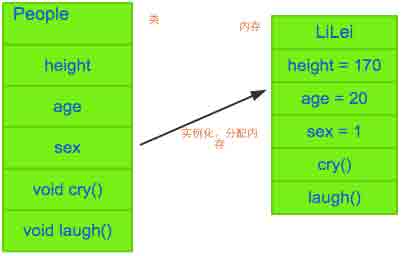 People
height
age
sex
void cry()
void laugh()
类
内存
实例化，分配内
存
LiLei
height = 170
age = 20
sex = 1
cry()
laugh()